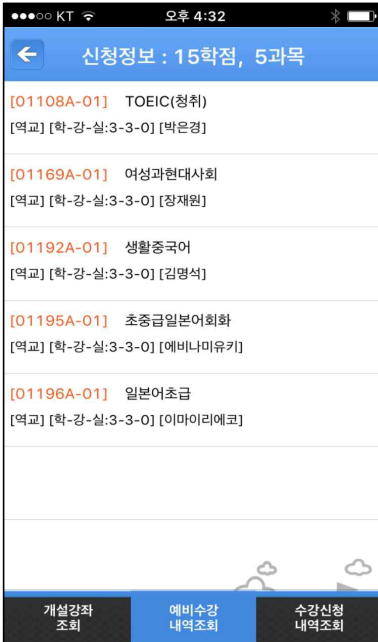 KT 오후 4:32
신청정보 : 15학점, 5과목
[01108A-01] TOEIC(청취)
[역교] [학-강-실:3-3-0] [박은경]
[01169A-01] 여성과현대사회
[역교] [학-강-실:3-3-0] [장재원]
[01192A-01] 생활중국어
[역교] [학-강-실:3-3-0] [김명석]
[01195A-01] 초중급일본어회화
[역교] [학-강-실:3-3-0] [에비나미유키]
[01196A-01] 일본어초급
[역교] [학-강-실:3-3-0] [이마이리에코]
개설강좌
조회
예비수강
내역조회
수강신청
내역조회